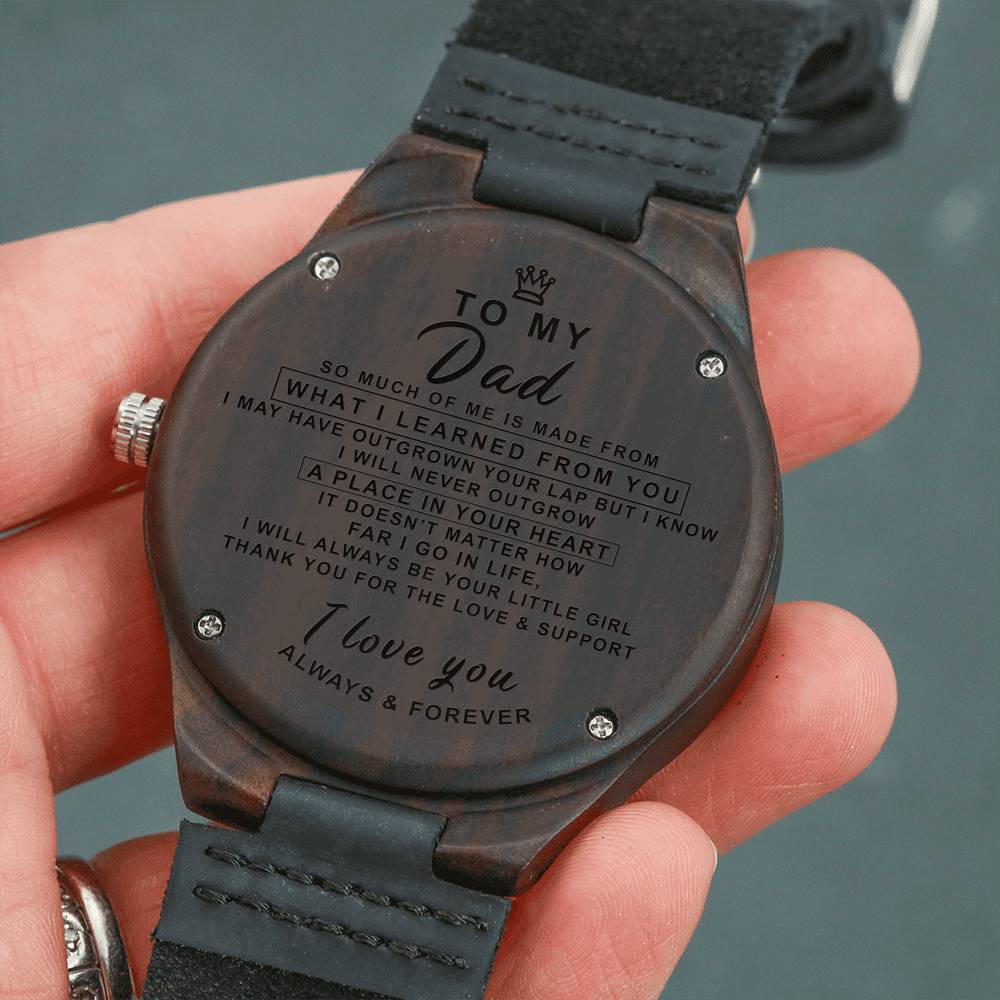 TO MY
Dad
SO MUCH OF ME IS MADE FROM
WHAT I LEARNED FROM YOU
I MAY HAVE OUTGROWN YOUR LAP BUT I KNOW
I WILL NEVER OUTGROW
A PLACE IN YOUR HEART
IT DOESN'T MATTER HOW
FAR I GO IN LIFE,
I WILL ALWAYS BE YOUR LITTLE GIRL
THANK YOU FOR THE LOVE & SUPPORT
I love you
ALWAYS & FOREVER